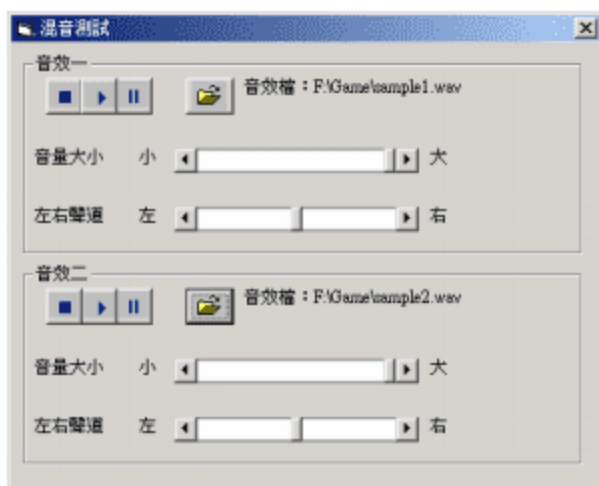 混音測試
音效一
音效檔：F:\Game\sample1.wav
音量大小 小 大
左右聲道 左 右
音效二
音效檔：F:\Game\sample2.wav
音量大小 小 大
左右聲道 左 右